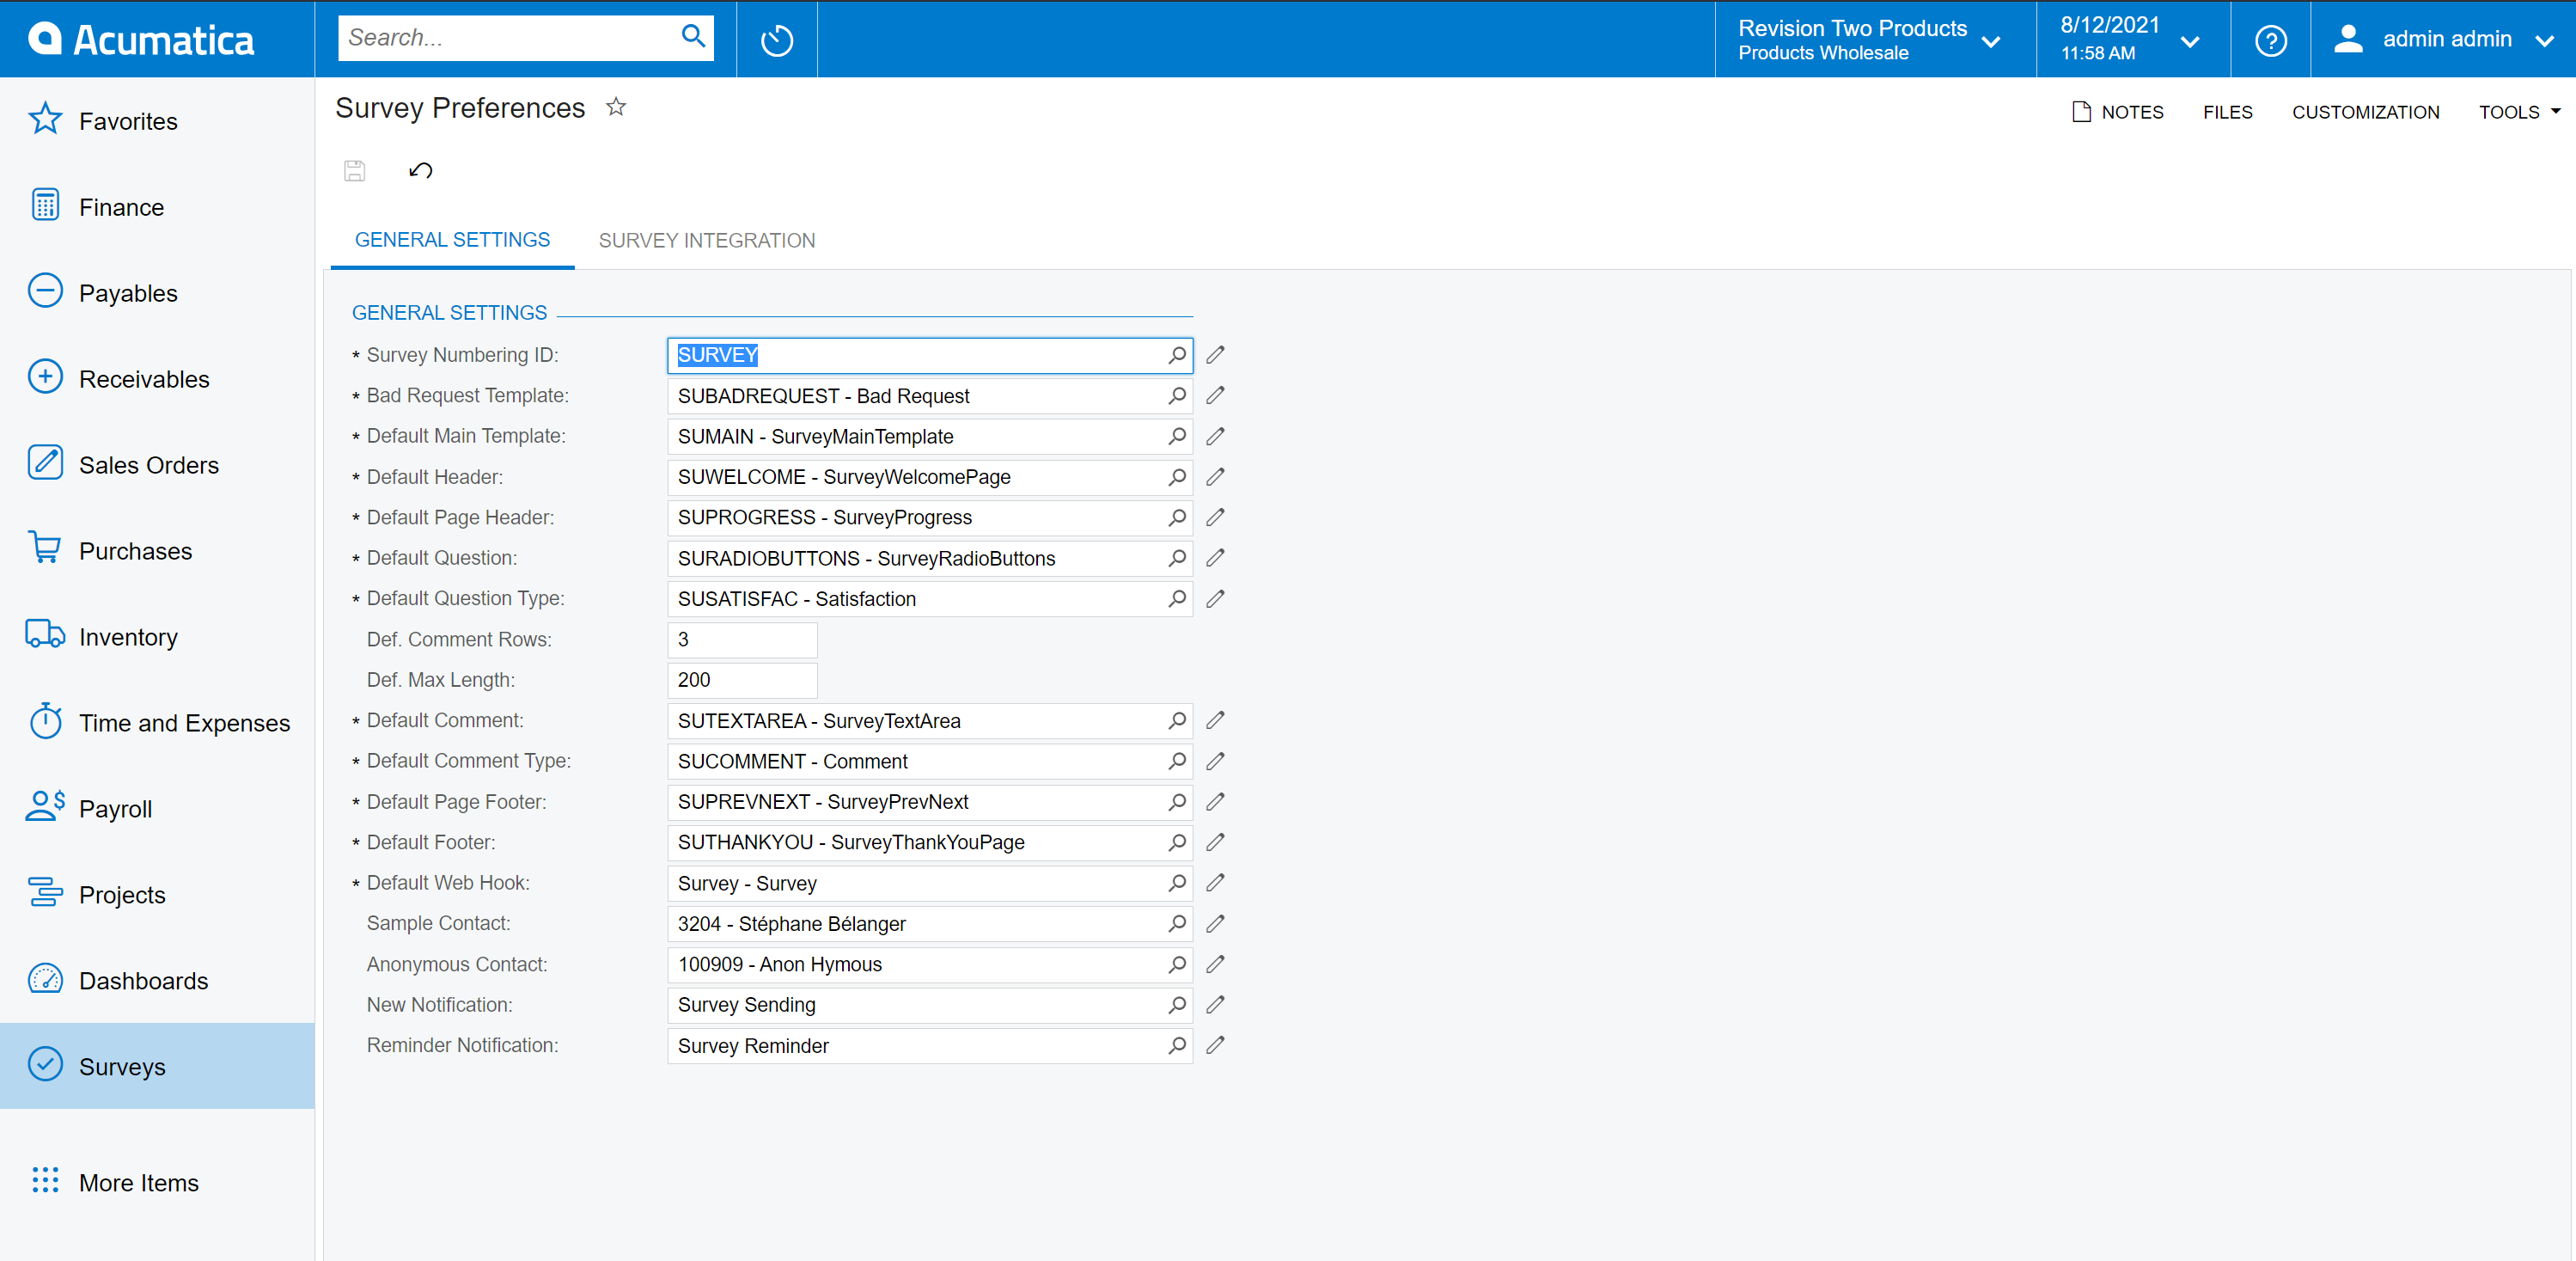 Acumatica
Search...
Revision Two Products
Products Wholesale
8/12/2021
11:58 AM
admin admin
Favorites
Finance
Payables
Receivables
Sales Orders
Purchases
Inventory
Time and Expenses
Payroll
Projects
Dashboards
Surveys
More Items
Survey Preferences
NOTES FILES CUSTOMIZATION TOOLS
GENERAL SETTINGS SURVEY INTEGRATION
GENERAL SETTINGS
* Survey Numbering ID: SURVEY
* Bad Request Template: SUBADREQUEST - Bad Request
* Default Main Template: SUMAIN - SurveyMainTemplate
* Default Header: SUWELCOME - SurveyWelcomePage
* Default Page Header: SUPROGRESS - SurveyProgress
* Default Question: SURADIOBUTTONS - SurveyRadioButtons
* Default Question Type: SUSATISFAC - Satisfaction
Def. Comment Rows: 3
Def. Max Length: 200
* Default Comment: SUTEXTAREA - SurveyTextArea
* Default Comment Type: SUCOMMENT - Comment
* Default Page Footer: SUPREVNEXT - SurveyPrevNext
* Default Footer: SUTHANKYOU - SurveyThankYouPage
* Default Web Hook: Survey - Survey
Sample Contact: 3204 - Stéphane Bélanger
Anonymous Contact: 100909 - Anon Hymous
New Notification: Survey Sending
Reminder Notification: Survey Reminder